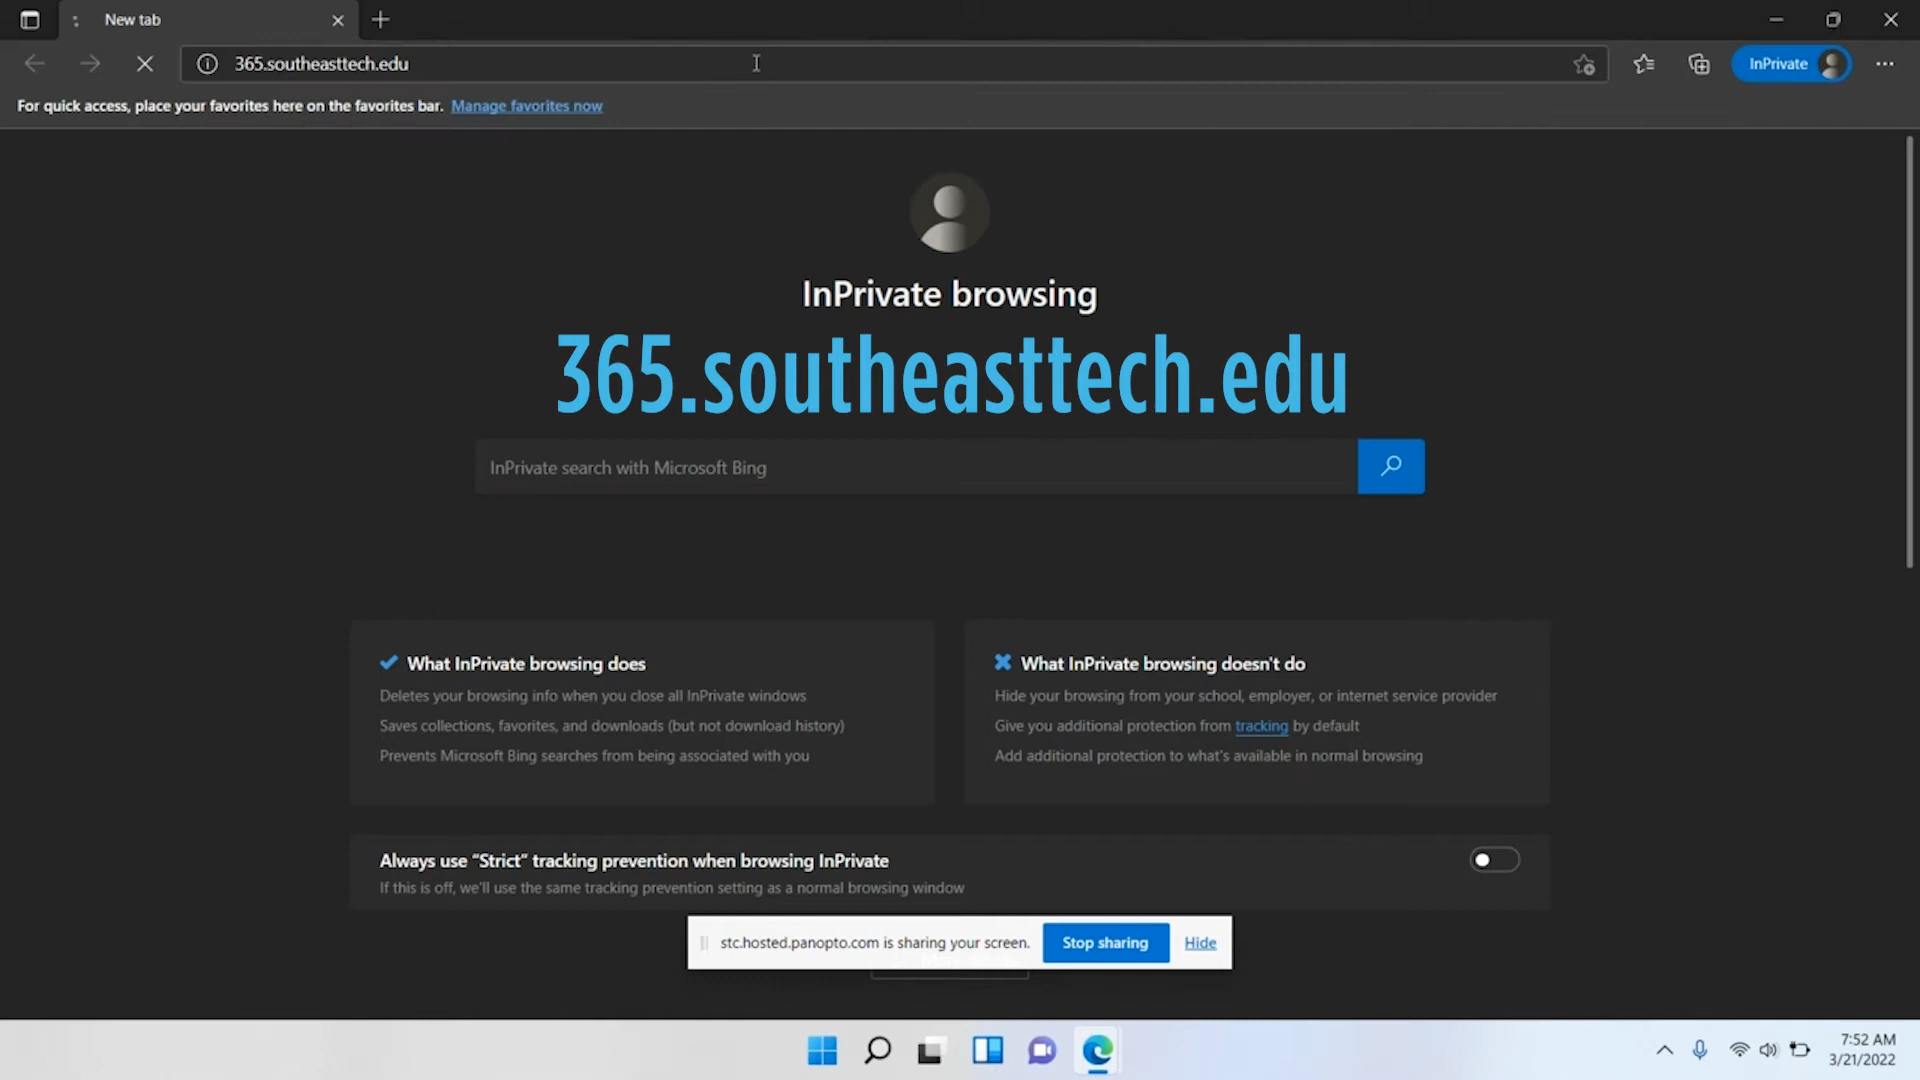 New tab
365.southeasttech.edu
InPrivate
For quick access, place your favorites here on the favorites bar. Manage favorites now
InPrivate browsing
365.southeasttech.edu
InPrivate search with Microsoft Bing
What InPrivate browsing does
Deletes your browsing info when you close all InPrivate windows
Saves collections, favorites, and downloads (but not download history)
Prevents Microsoft Bing searches from being associated with you
What InPrivate browsing doesn't do
Hide your browsing from your school, employer, or internet service provider
Give you additional protection from tracking by default
Add additional protection to what's available in normal browsing
Always use “Strict” tracking prevention when browsing InPrivate
If this is off, we'll use the same tracking prevention setting as a normal browsing window
stc.hosted.panopto.com is sharing your screen. Stop sharing Hide
7:52 AM
3/21/2022